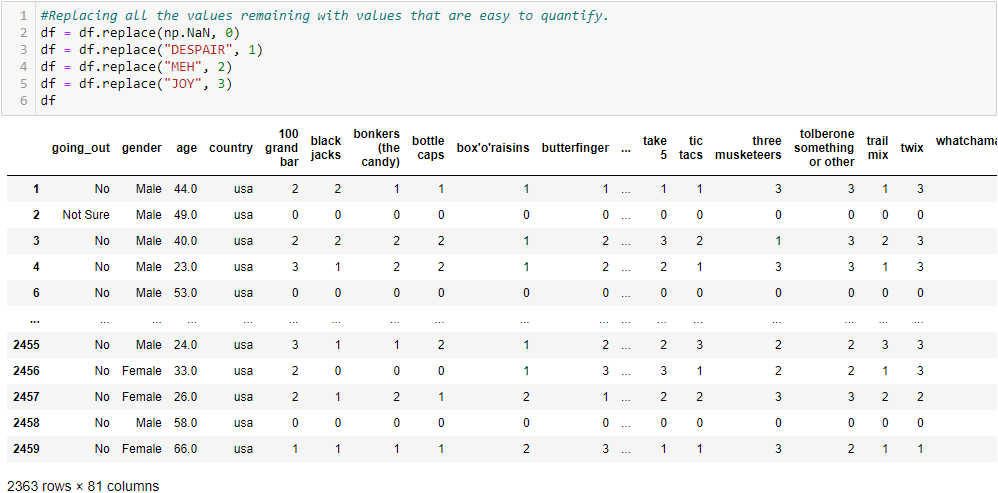 1 #Replacing all the values remaining with values that are easy to quantify.
2 df = df.replace(np.NaN, 0)
3 df = df.replace("DESPAIR", 1)
4 df = df.replace("MEH", 2)
5 df = df.replace("JOY", 3)
6 df
going_out gender age country 100 grand bar black jacks bonkers (the candy) bottle caps box'o'raisins butterfinger ... take 5 tic tacs three musketeers tolberone something or other trail mix twix whatchama
1 No Male 44.0 usa 2 2 1 1 1 1 ... 1 1 3 3 1 3
2 Not Sure Male 49.0 usa 0 0 0 0 0 0 ... 0 0 0 0 0 0
3 No Male 40.0 usa 2 2 2 2 1 2 ... 3 2 1 3 2 3
4 No Male 23.0 usa 3 1 2 2 1 2 ... 2 1 3 3 1 3
6 No Male 53.0 usa 0 0 0 0 0 0 ... 0 0 0 0 0 0
... ... ... ... ... ... ... ... ... ... ... ... ... ... ... ... ... ...
2455 No Male 24.0 usa 3 1 1 2 1 2 ... 2 3 2 2 3 3
2456 No Female 33.0 usa 2 0 0 0 1 3 ... 3 1 2 2 1 3
2457 No Female 26.0 usa 2 1 2 1 2 1 ... 2 2 3 3 2 2
2458 No Male 58.0 usa 0 0 0 0 0 0 ... 0 0 0 0 0 0
2459 No Female 66.0 usa 1 1 1 1 2 3 ... 1 1 3 2 1 1
2363 rows × 81 columns